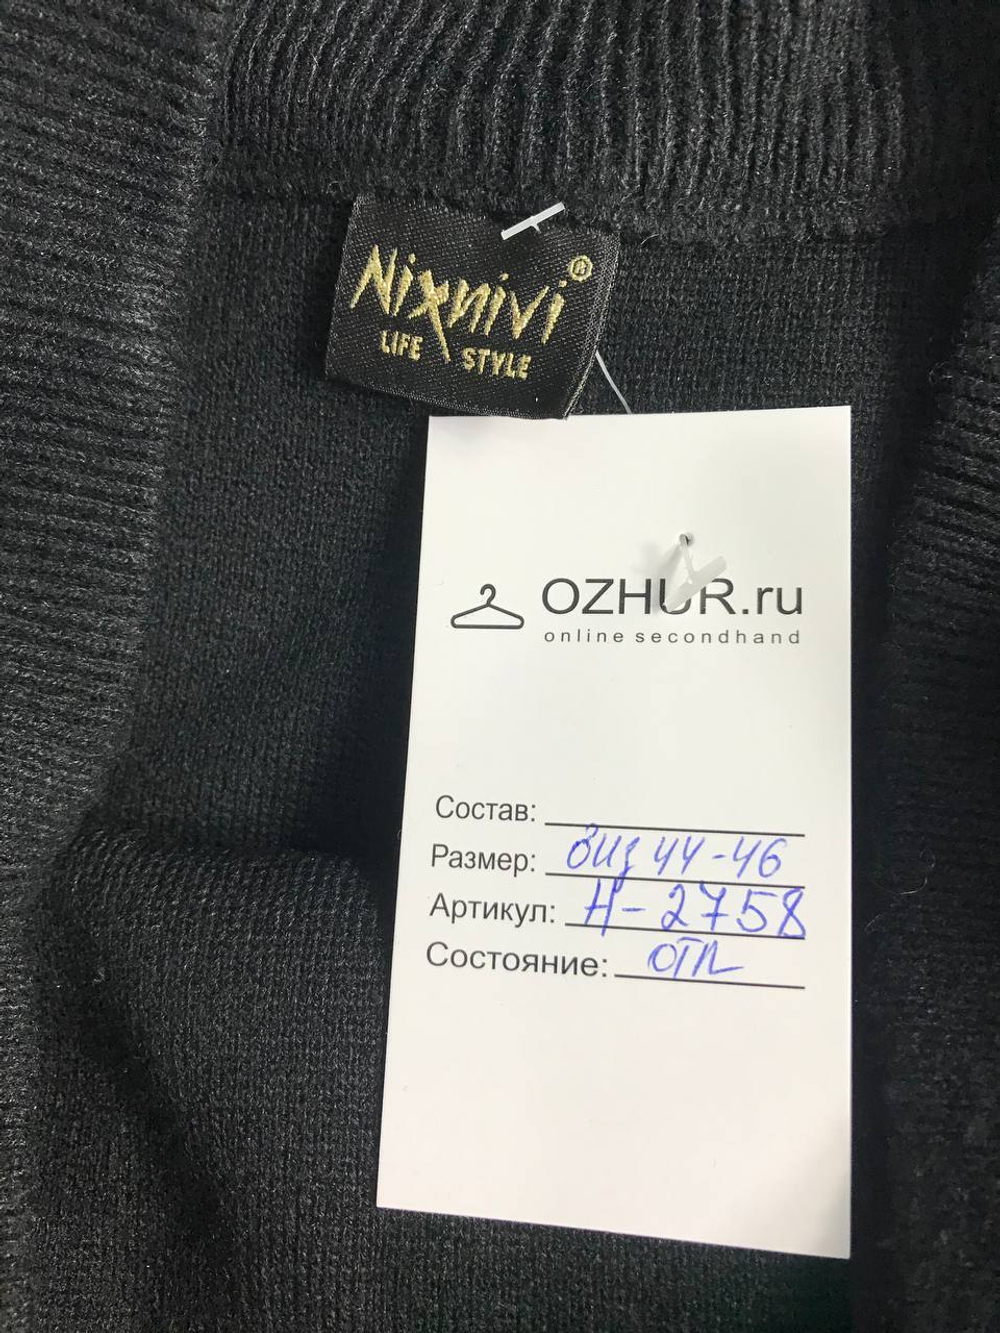 Nixnivi®
LIFE STYLE
OZHUR.ru
online secondhand
Состав:
Размер: виз 44-46
Артикул: Н-2758
Состояние: отл